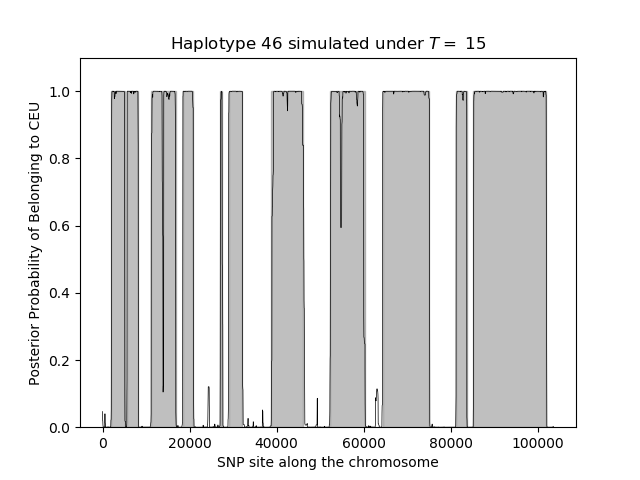 Haplotype 46 simulated under T = 15
Posterior Probability of Belonging to CEU
1.0
0.8
0.6
0.4
0.2
0.0
0 20000 40000 60000 80000 100000
SNP site along the chromosome